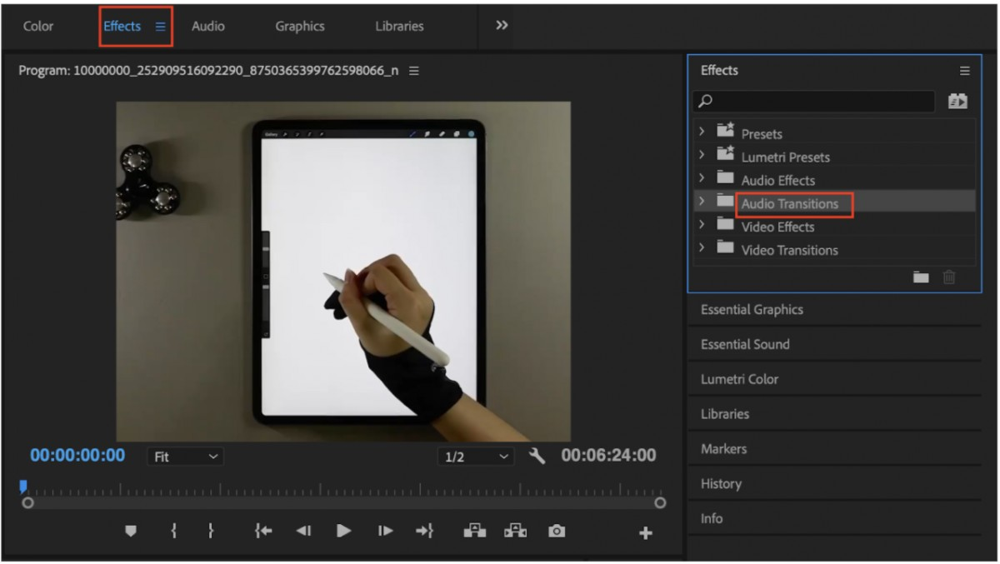 Color Effects Audio Graphics Libraries
Program: 10000000_252909516092290_8750365399762598066_n
Gallery
00:00:00:00 Fit 1/2 00:06:24:00
Effects
Presets
Lumetri Presets
Audio Effects
Audio Transitions
Video Effects
Video Transitions
Essential Graphics
Essential Sound
Lumetri Color
Libraries
Markers
History
Info